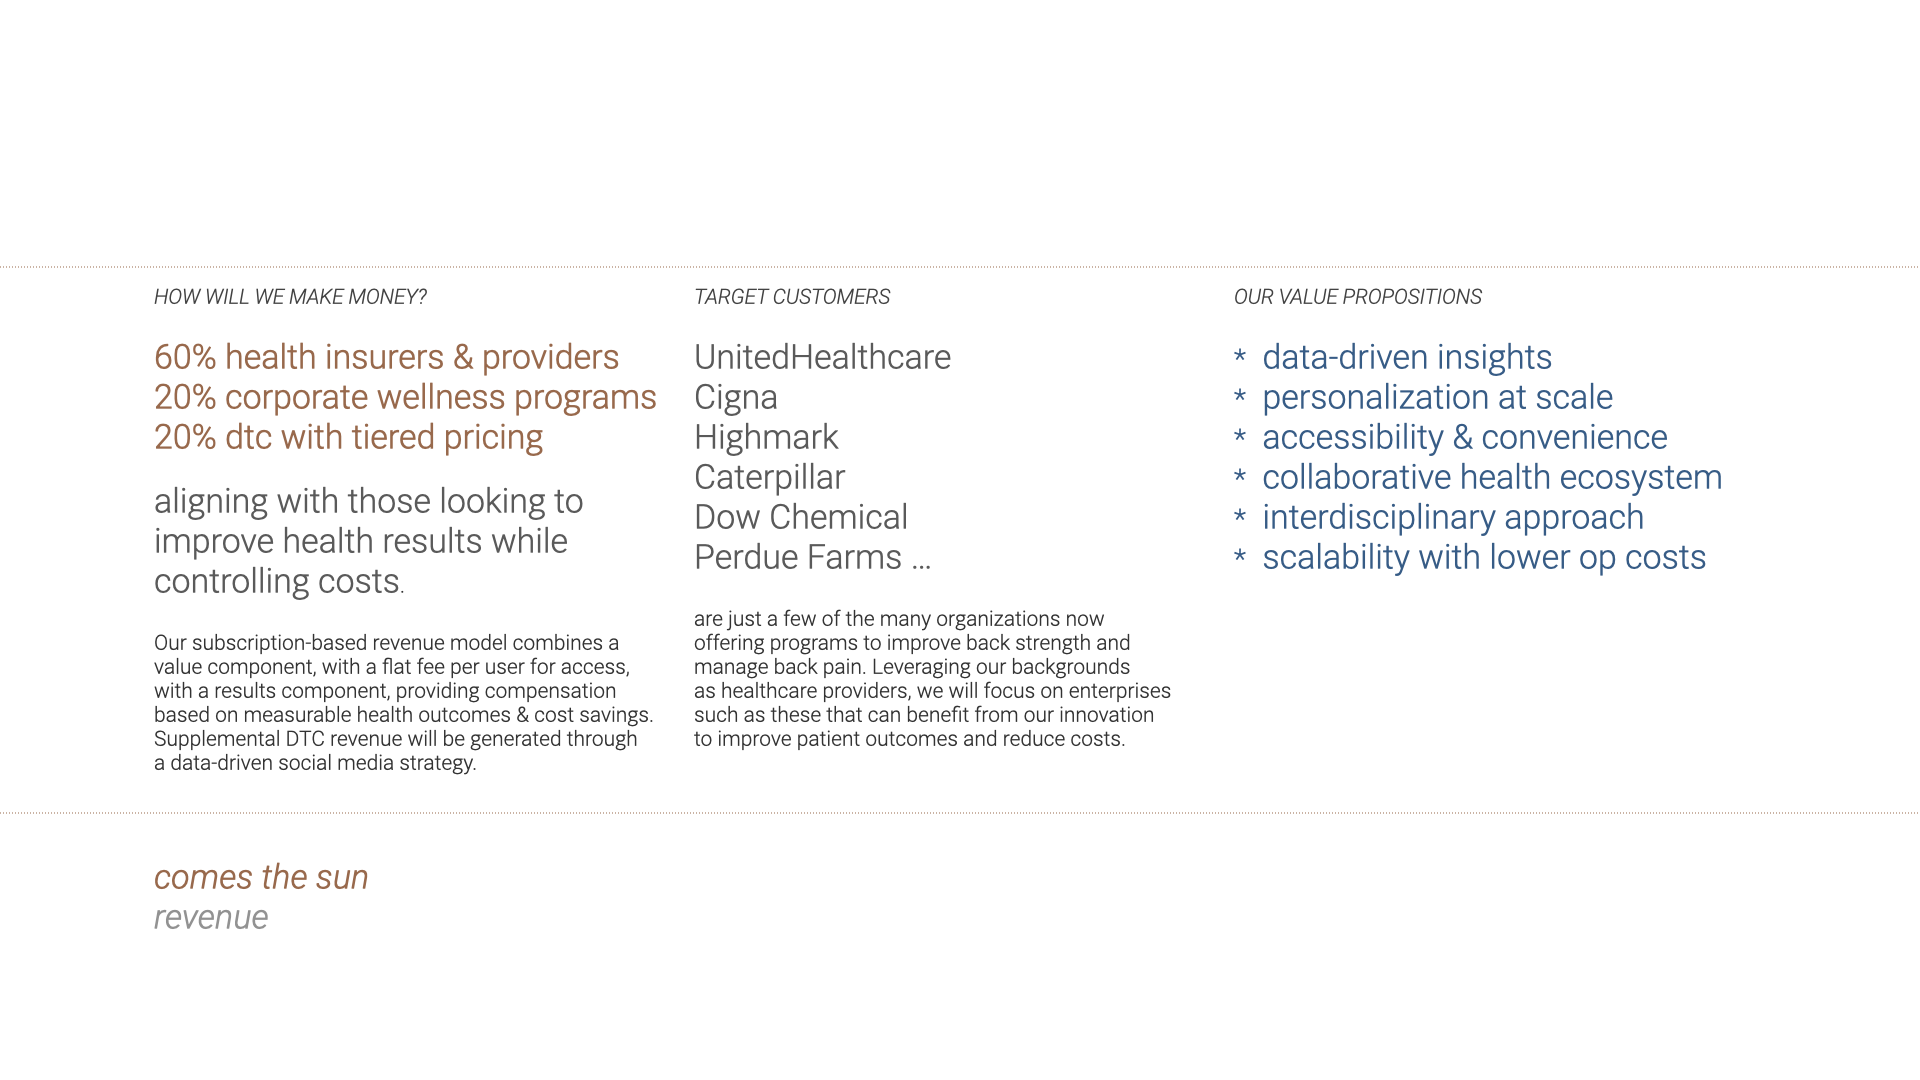 HOW WILL WE MAKE MONEY?
60% health insurers & providers
20% corporate wellness programs
20% dtc with tiered pricing
aligning with those looking to
improve health results while
controlling costs.
Our subscription-based revenue model combines a
value component, with a flat fee per user for access,
with a results component, providing compensation
based on measurable health outcomes & cost savings.
Supplemental DTC revenue will be generated through
a data-driven social media strategy.
TARGET CUSTOMERS
UnitedHealthcare
Cigna
Highmark
Caterpillar
Dow Chemical
Perdue Farms ...
are just a few of the many organizations now
offering programs to improve back strength and
manage back pain. Leveraging our backgrounds
as healthcare providers, we will focus on enterprises
such as these that can benefit from our innovation
to improve patient outcomes and reduce costs.
OUR VALUE PROPOSITIONS
* data-driven insights
* personalization at scale
* accessibility & convenience
* collaborative health ecosystem
* interdisciplinary approach
* scalability with lower op costs
comes the sun
revenue